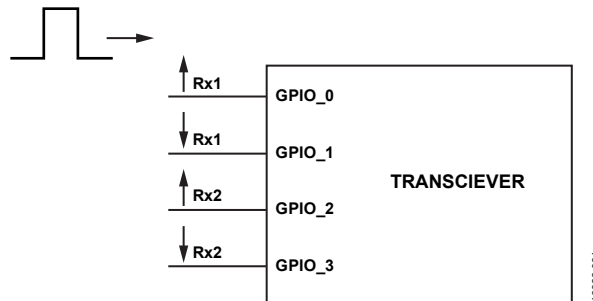 Rx1
GPIO_0
Rx1
GPIO_1
TRANSCIEVER
Rx2
GPIO_2
Rx2
GPIO_3